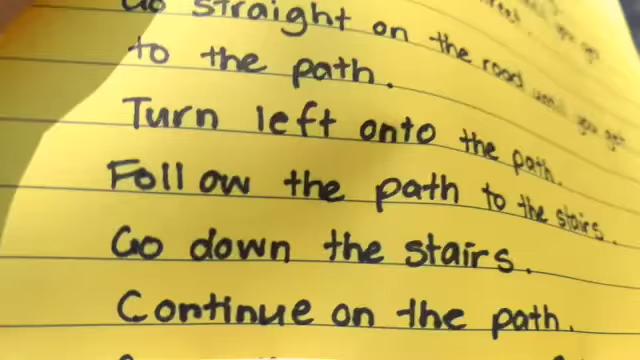 Go straight on the road until you get
to the path.
Turn left onto the path.
Follow the path to the stairs.
Go down the stairs.
Continue on the path.